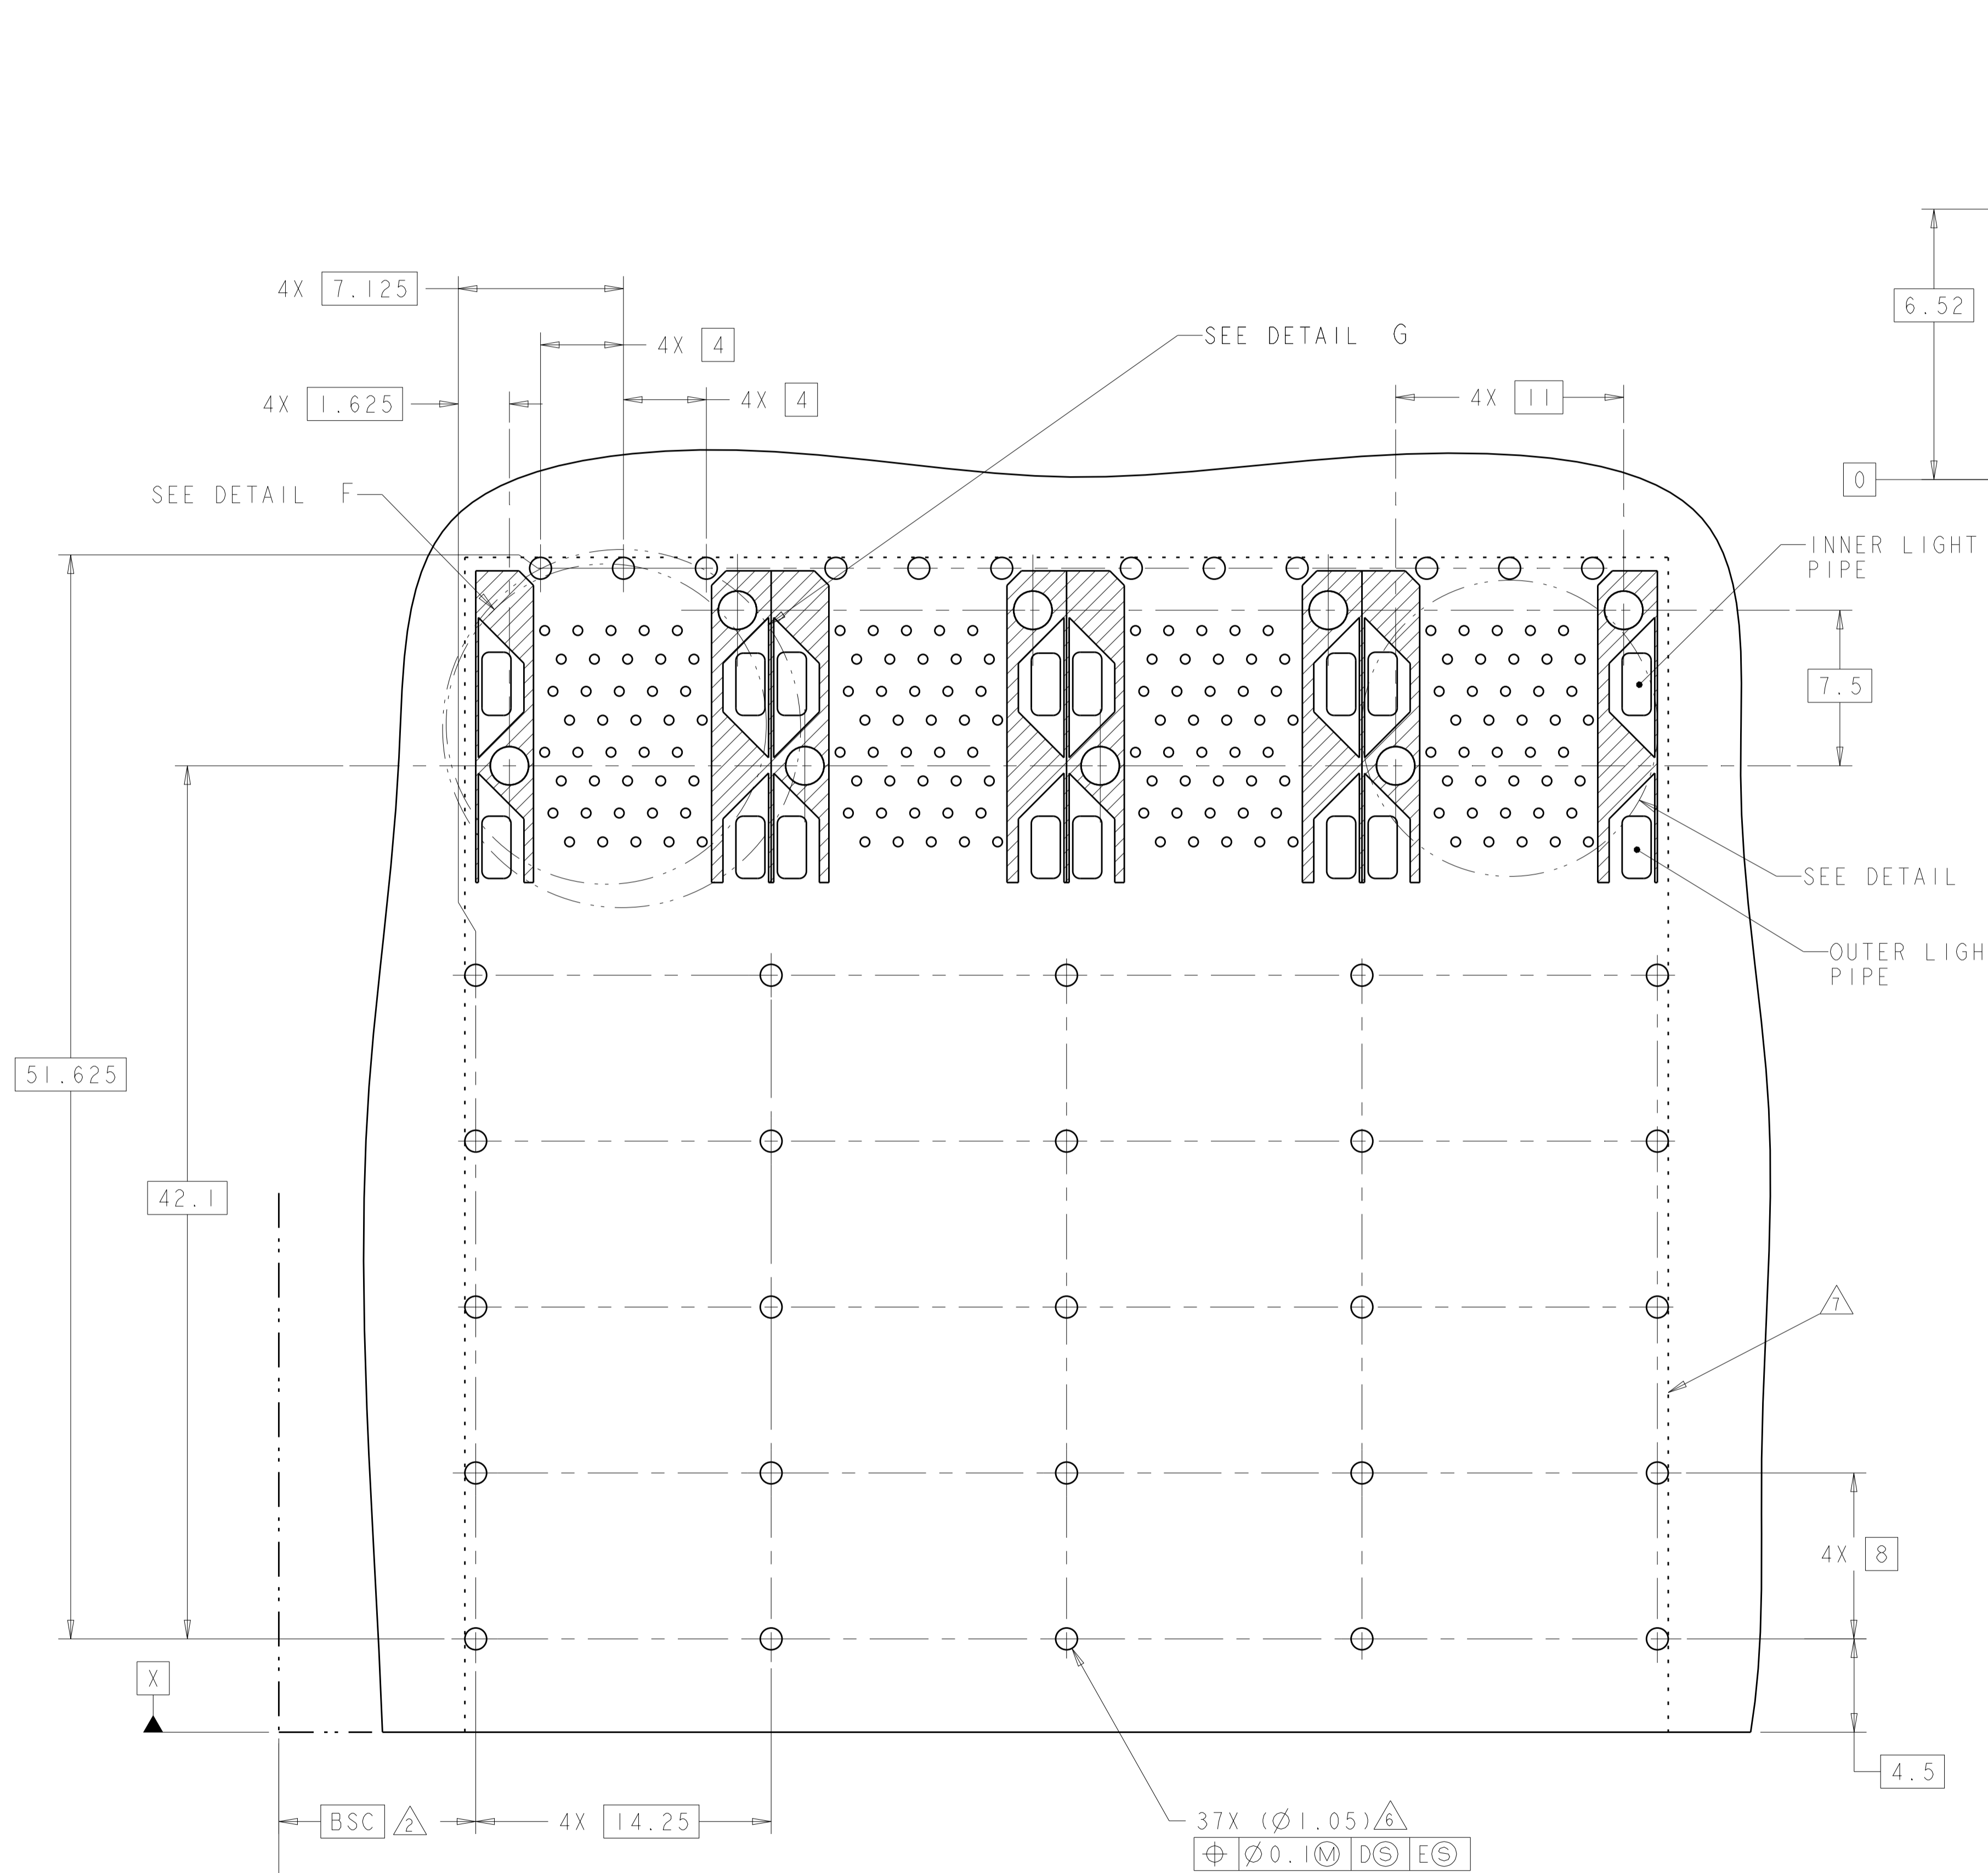 6.52
4X 7.125
4X 4
SEE DETAIL G
4X 1.625
4X 4
4X 11
0
SEE DETAIL F
INNER LIGHT
PIPE
7.5
SEE DETAIL
OUTER LIGH
PIPE
51.625
42.1
7
4X 8
X
4.5
BSC 2
4X 14.25
37X (Ø1.05) 6
⌖ Ø0.1Ⓜ DⓈ EⓈ